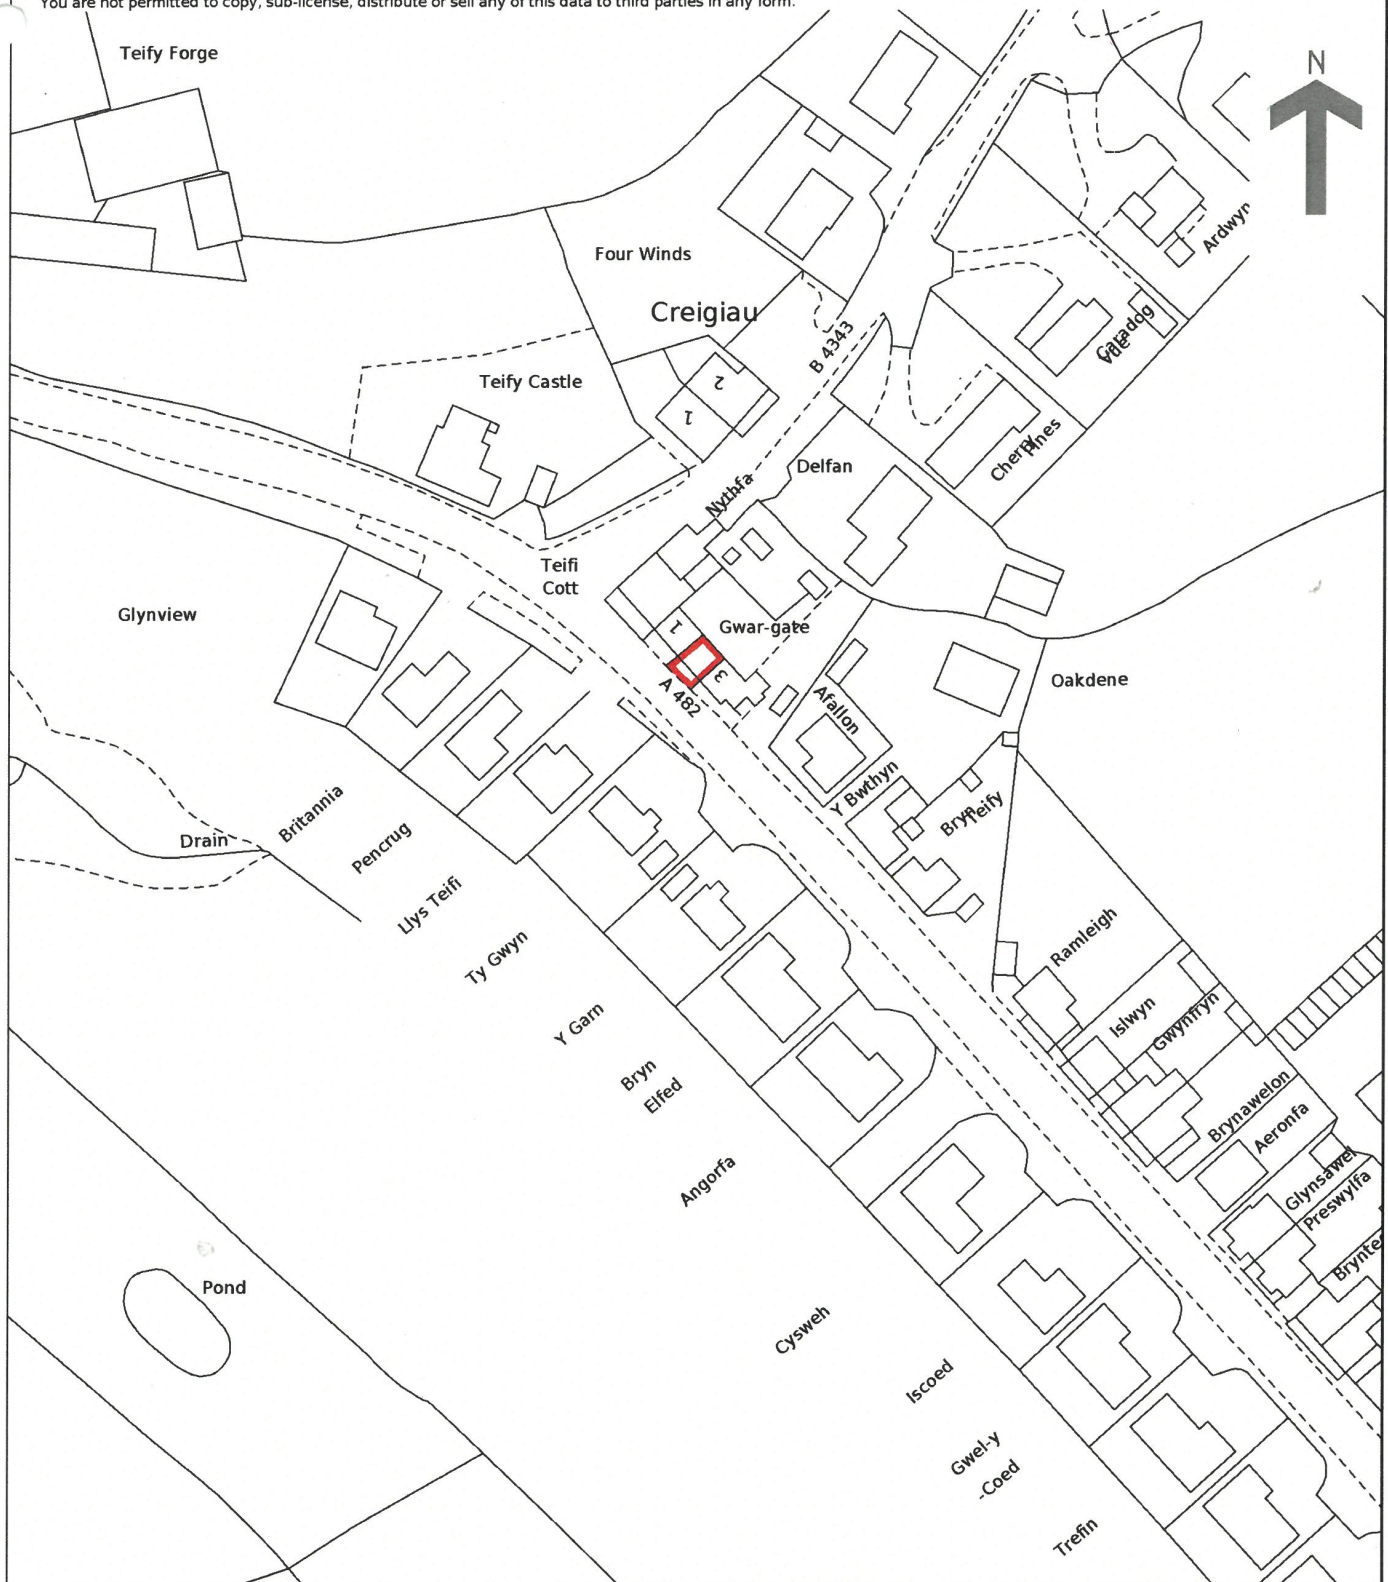 You are not permitted to copy, sub-license, distribute or sell any of this data to third parties in any form.
Teify Forge
N
Ardwyn
Four Winds
Creigiau
B 4343
Caradog
Vue
Teify Castle
2
1
Cherry
Pines
Delfan
Nythfa
Teifi
Cott
Glynview
1
Gwar-gate
3
A 482
Afallon
Oakdene
Y Bwthyn
Bryn
Teify
Britannia
Drain
Pencrug
Llys Teifi
Ty Gwyn
Ramleigh
Islwyn
Gwynfryn
Y Garn
Bryn
Elfed
Brynawelon
Aeronfa
Angorfa
Glynsawel
Preswylfa
Brynte
Pond
Cysweh
Iscoed
Gwel-y
-Coed
Trefin